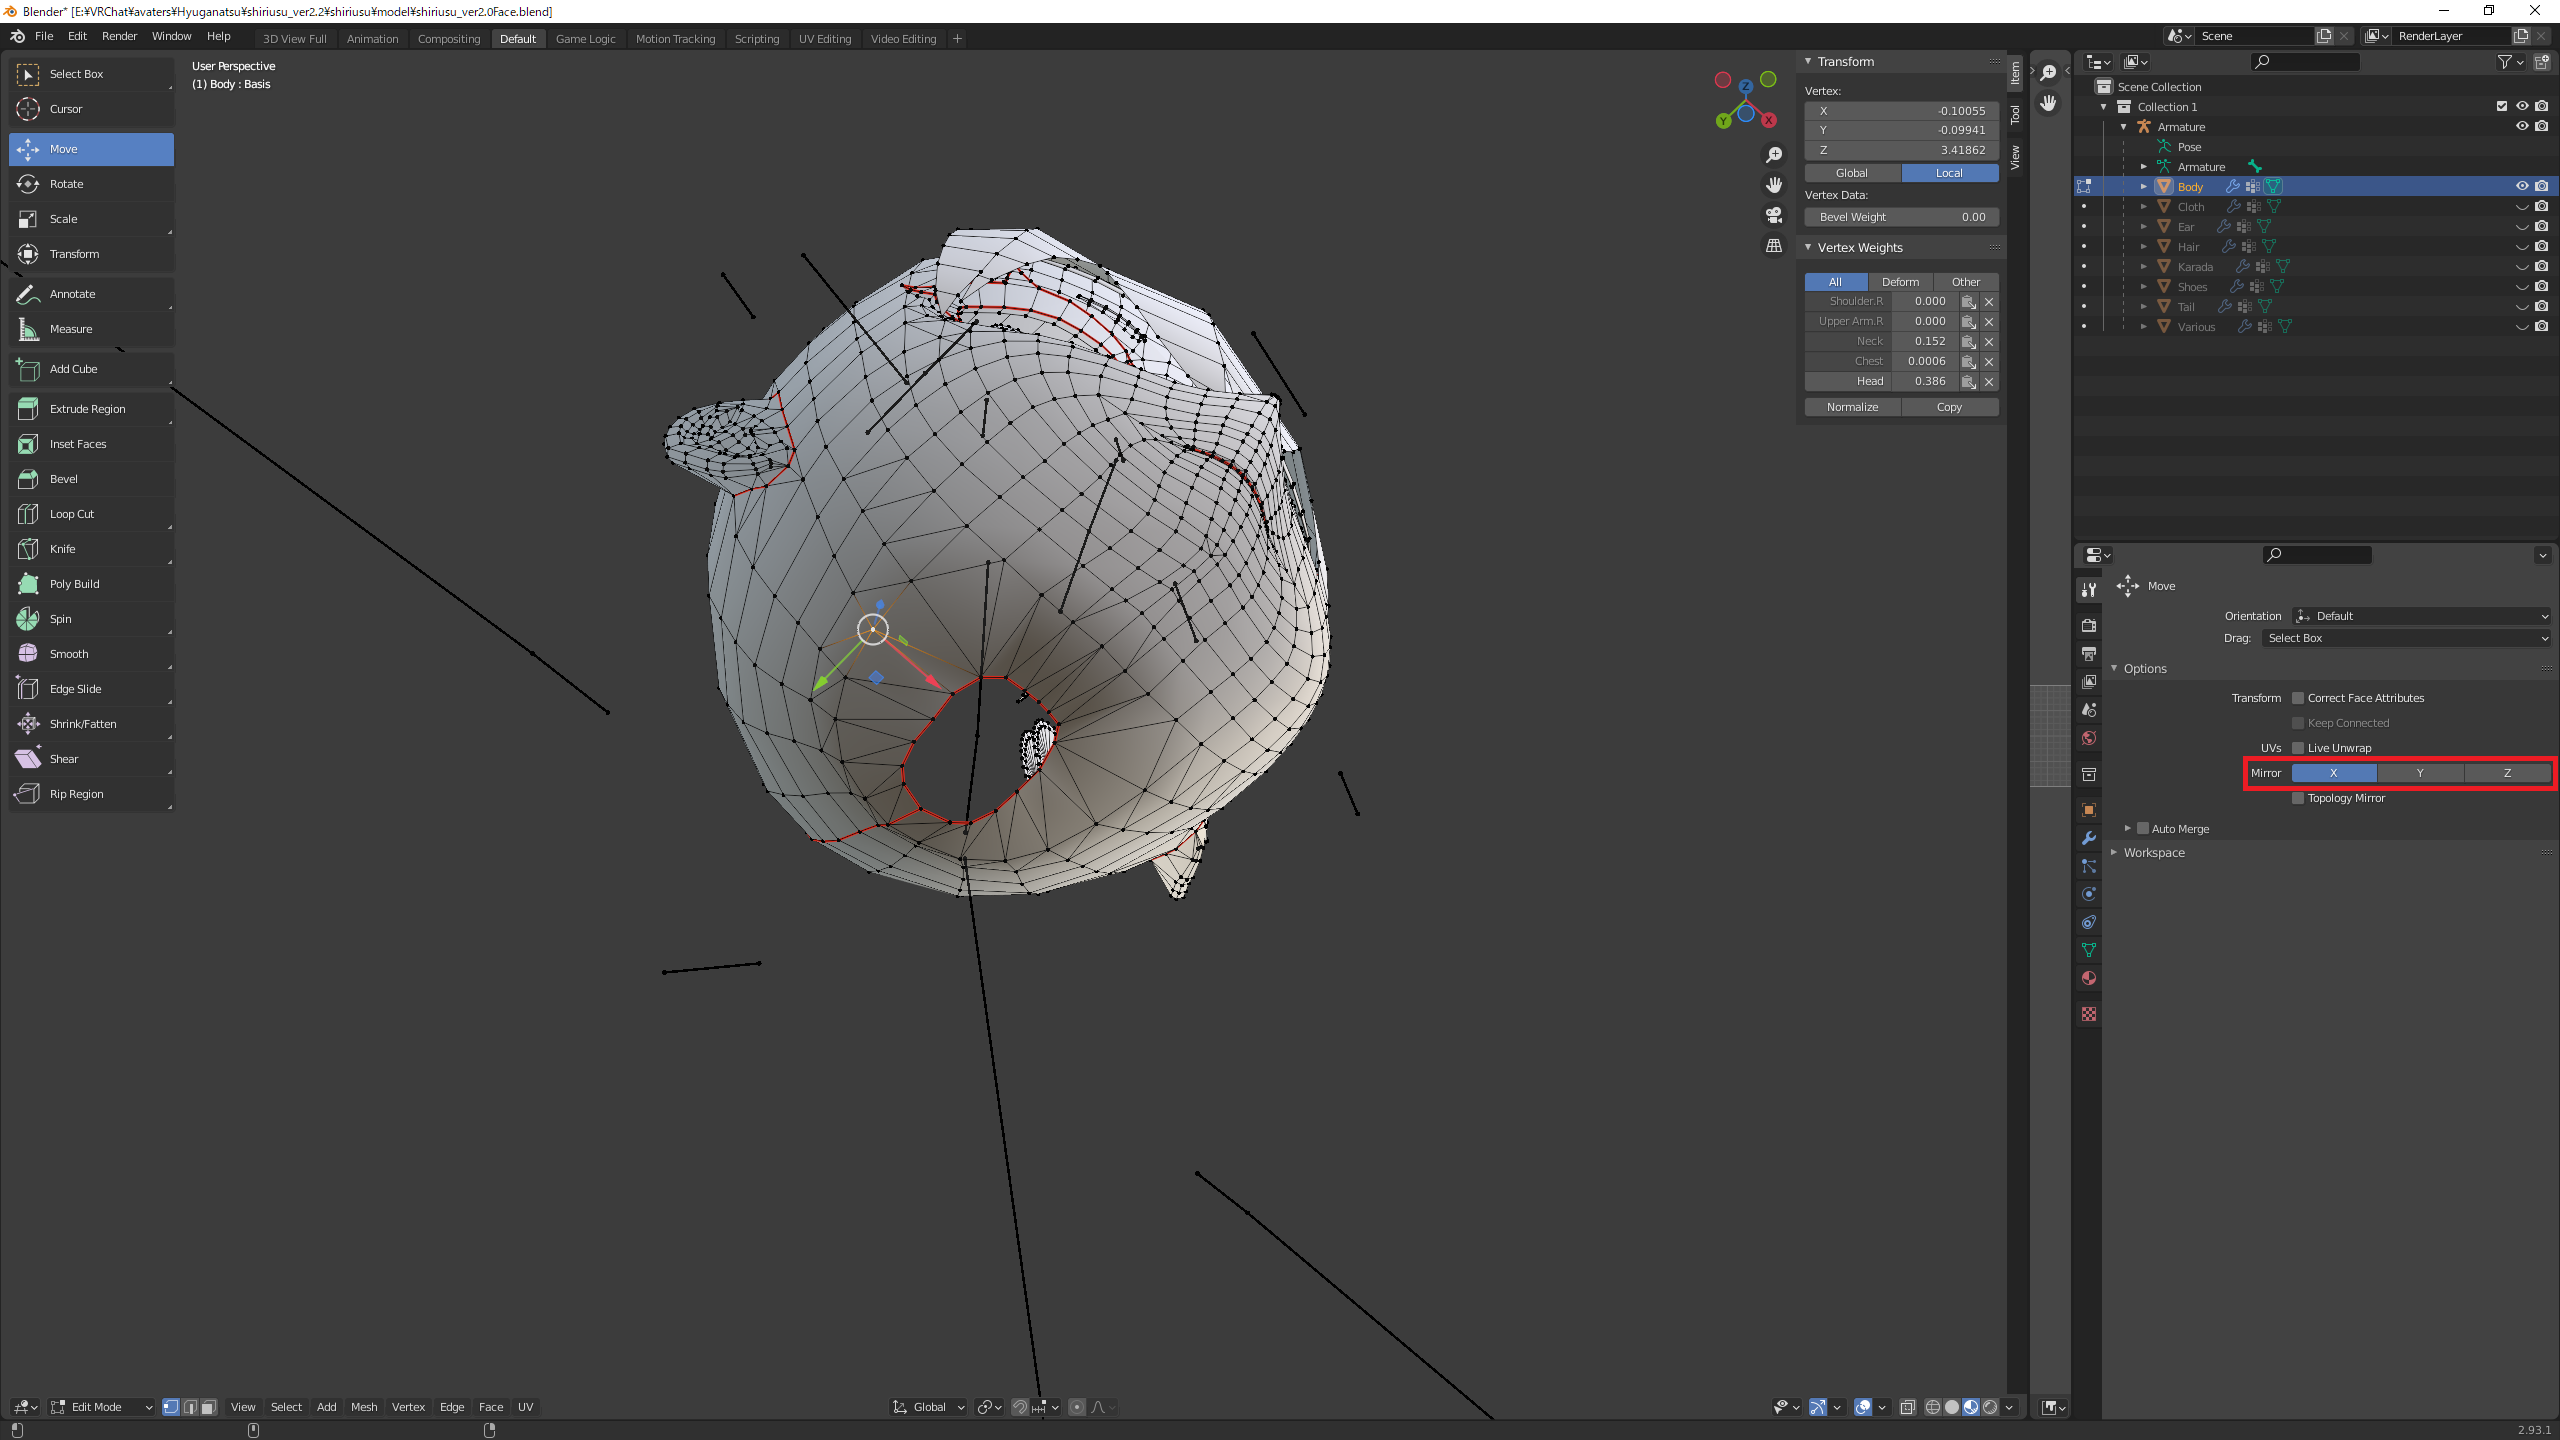 Blender* [E:¥VRChat¥avaters¥Hyuganatsu¥shiriusu_ver2.2¥shiriusu¥model¥shiriusu_ver2.0Face.blend]
File Edit Render Window Help 3D View Full Animation Compositing Default Game Logic Motion Tracking Scripting UV Editing Video Editing + Scene RenderLayer
User Perspective
(1) Body : Basis
Select Box
Cursor
Move
Rotate
Scale
Transform
Annotate
Measure
Add Cube
Extrude Region
Inset Faces
Bevel
Loop Cut
Knife
Poly Build
Spin
Smooth
Edge Slide
Shrink/Fatten
Shear
Rip Region
Z
Y
X
Transform
Vertex:
X -0.10055
Y -0.09941
Z 3.41862
Global Local
Vertex Data:
Bevel Weight 0.00
Vertex Weights
All Deform Other
Shoulder.R 0.000
Upper Arm.R 0.000
Neck 0.152
Chest 0.0006
Head 0.386
Normalize Copy
Item
Tool
View
Scene Collection
Collection 1
Armature
Pose
Armature
Body
Cloth
Ear
Hair
Karada
Shoes
Tail
Various
Move
Orientation Default
Drag: Select Box
Options
Transform Correct Face Attributes
Keep Connected
UVs Live Unwrap
Mirror X Y Z
Topology Mirror
Auto Merge
Workspace
Edit Mode View Select Add Mesh Vertex Edge Face UV Global
2.93.1